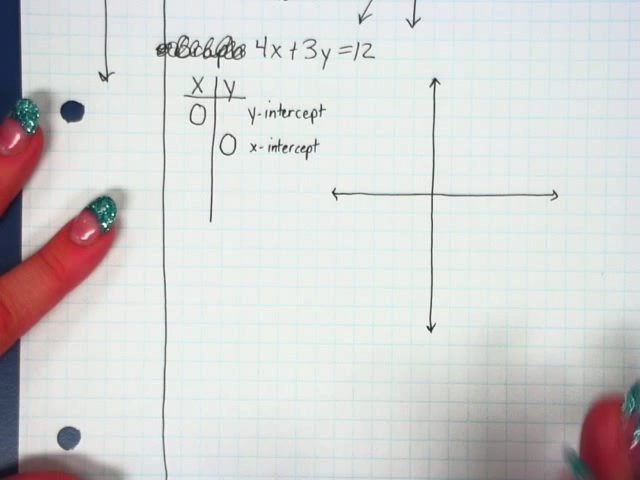 4x+3y=12
X Y
0 y-intercept
0 x-intercept